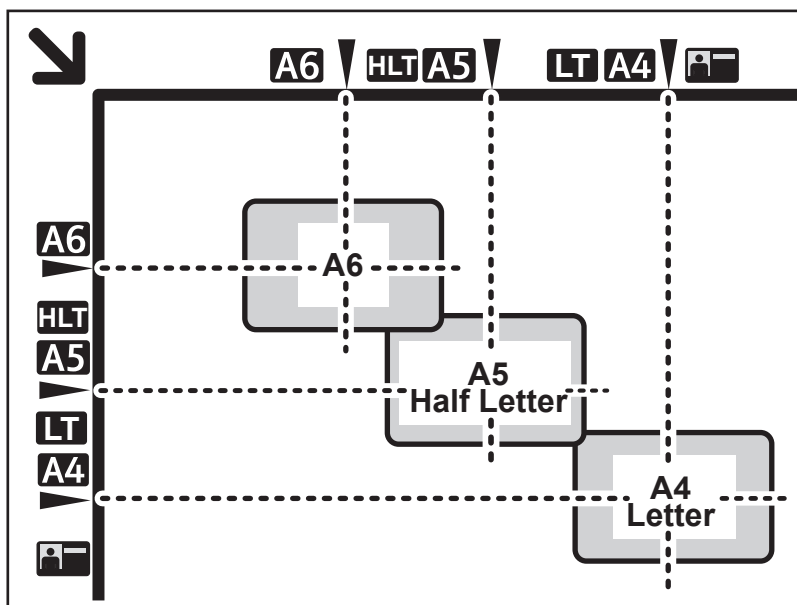 A6 HLT A5 LT A4
A6
A6
HLT
A5
A5
Half Letter
LT
A4
A4
Letter